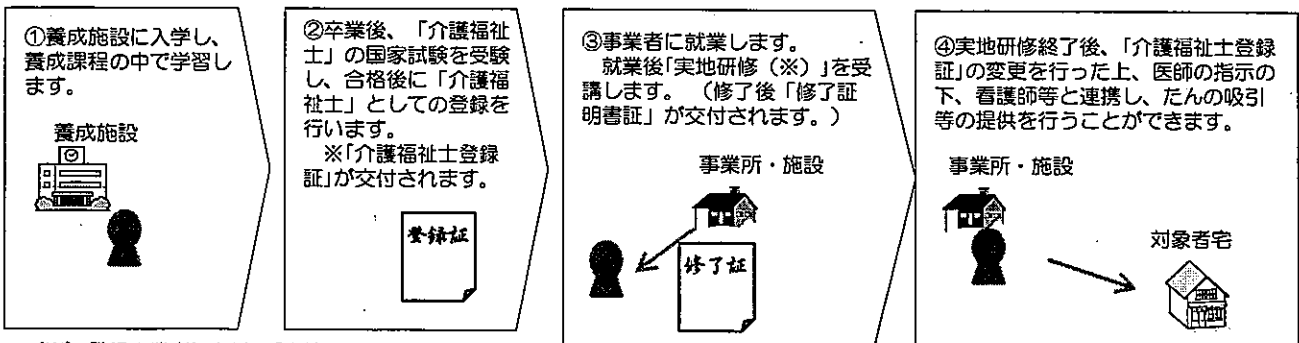 ①養成施設に入学し、
養成課程の中で学習し
ます。
養成施設
②卒業後、「介護福祉
士」の国家試験を受験
し、合格後に「介護福
祉士」としての登録を
行います。
※「介護福祉士登録
証」が交付されます。
登録証
③事業者に就業します。
就業後「実地研修（※）」を受
講します。（修了後「修了証
明書証」が交付されます。）
事業所・施設
修了証
④実地研修終了後、「介護福祉士登録
証」の変更を行った上、医師の指示の
下、看護師等と連携し、たんの吸引
等の提供を行うことができます。
事業所・施設
対象者宅